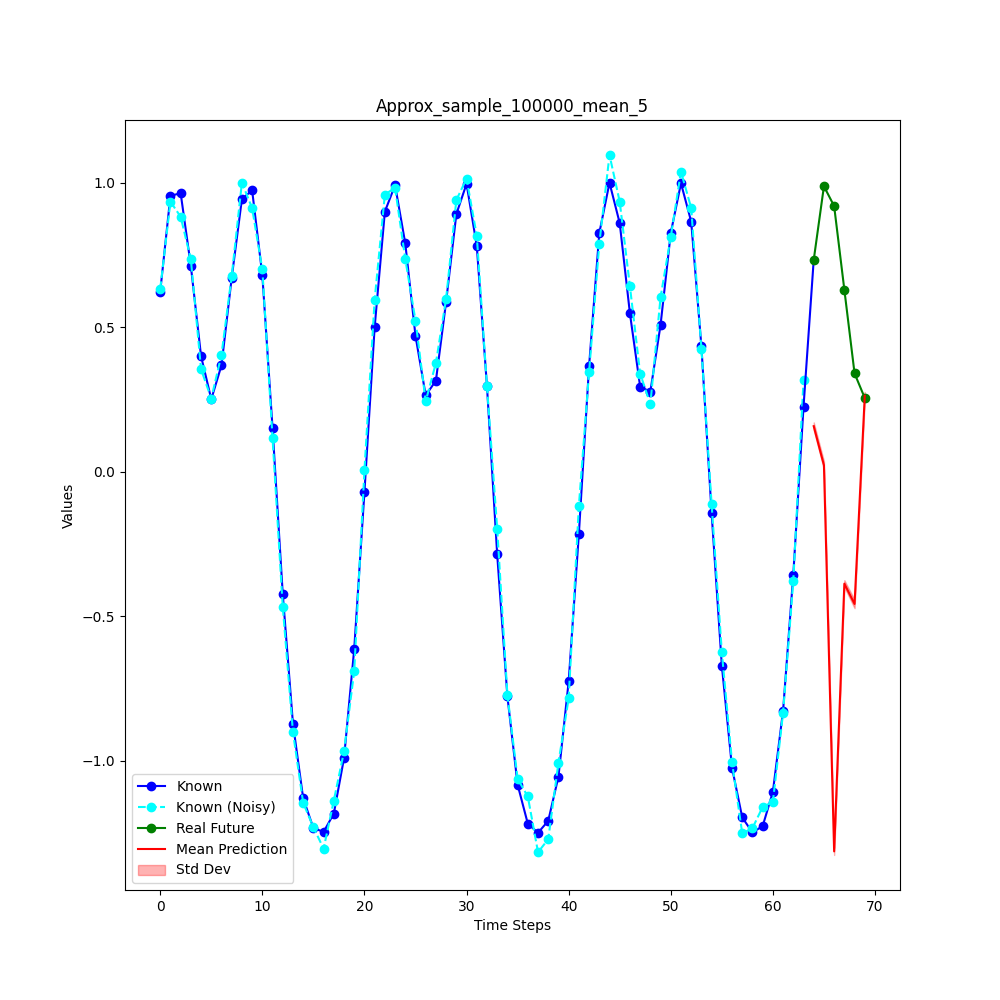 Approx_sample_100000_mean_5
1.0
0.5
0.0
−0.5
−1.0
Values
Known
Known (Noisy)
Real Future
Mean Prediction
Std Dev
0 10 20 30 40 50 60 70
Time Steps